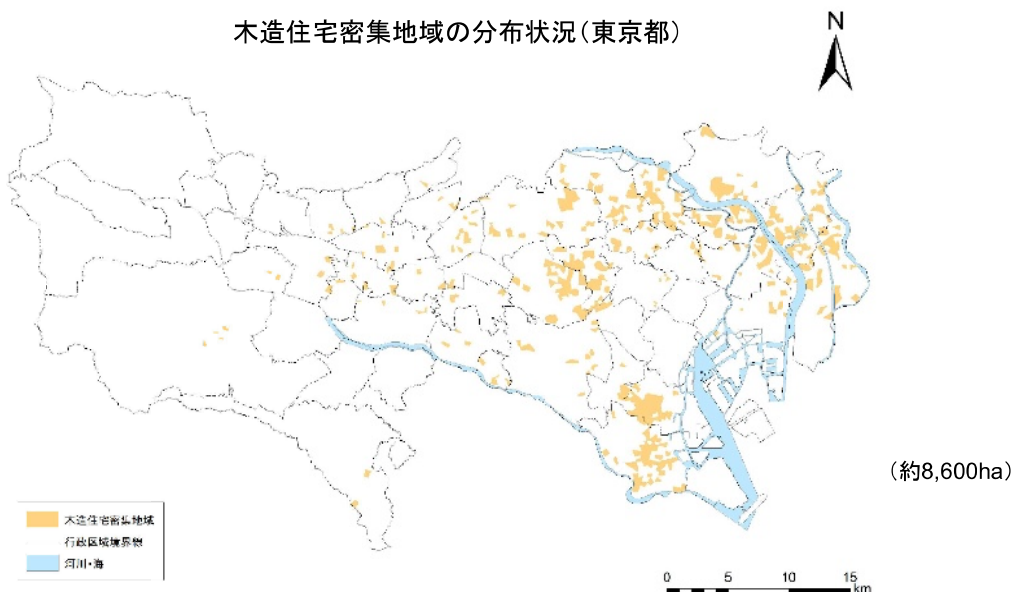 木造住宅密集地域の分布状況（東京都）
N
（約8,600ha）
木造住宅密集地域
行政区域境界線
河川・海
0 5 10 15
km